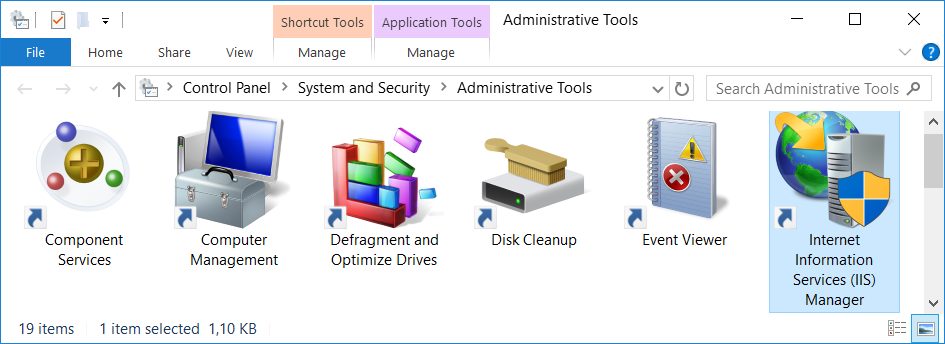 Shortcut Tools Application Tools Administrative Tools
File Home Share View Manage Manage
Control Panel System and Security Administrative Tools Search Administrative Tools
Component
Services
Computer
Management
Defragment and
Optimize Drives
Disk Cleanup
Event Viewer
Internet
Information
Services (IIS)
Manager
19 items 1 item selected 1,10 KB